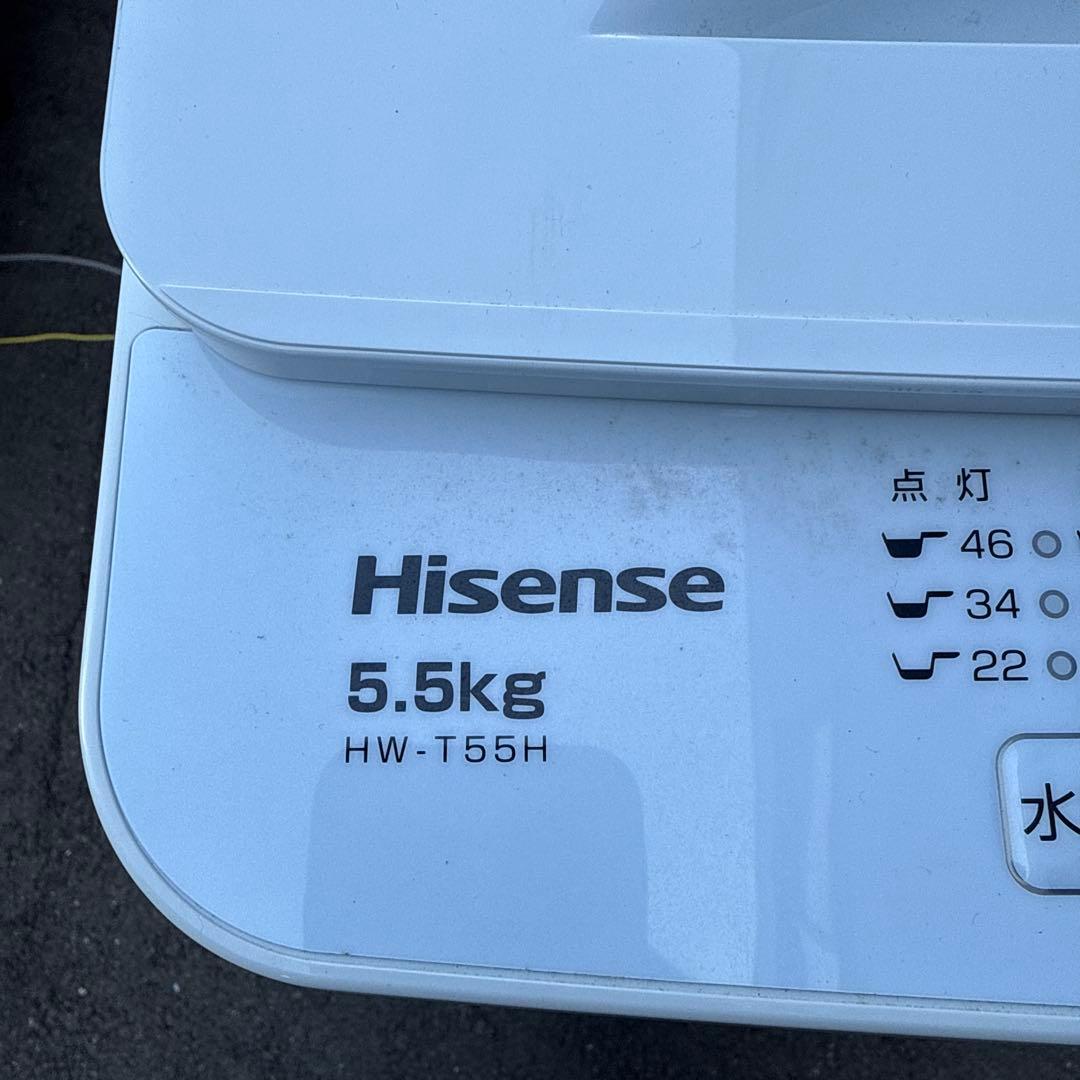 Hisense
5.5kg
HW-T55H
点灯
46
34
22
水